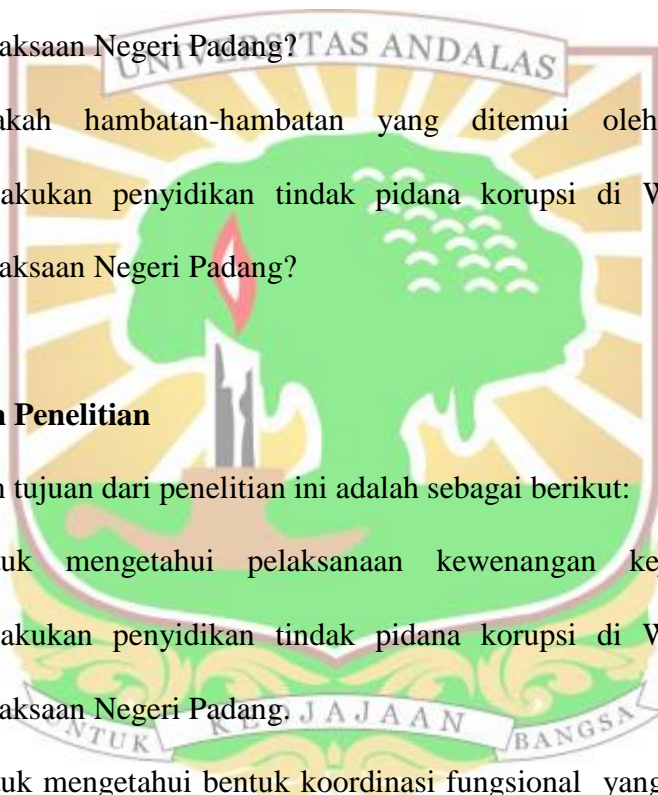 aksaan Negeri Padang?
UNIVERSITAS ANDALAS
akah hambatan-hambatan yang ditemui oleh
akukan penyidikan tindak pidana korupsi di W
aksaan Negeri Padang?
n Penelitian
n tujuan dari penelitian ini adalah sebagai berikut:
tuk mengetahui pelaksanaan kewenangan ke
akukan penyidikan tindak pidana korupsi di W
aksaan Negeri Padang.
UNTUK KEDJAJAAN BANGSA
tuk mengetahui bentuk koordinasi fungsional yang